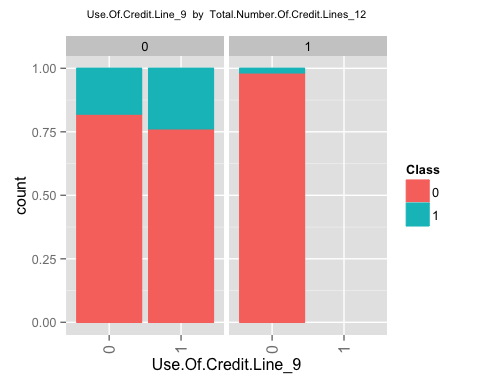 Use.Of.Credit.Line_9 by Total.Number.Of.Credit.Lines_12
0 1
1.00
0.75
0.50
0.25
0.00
count
0 1 0 1
Use.Of.Credit.Line_9
Class
0
1